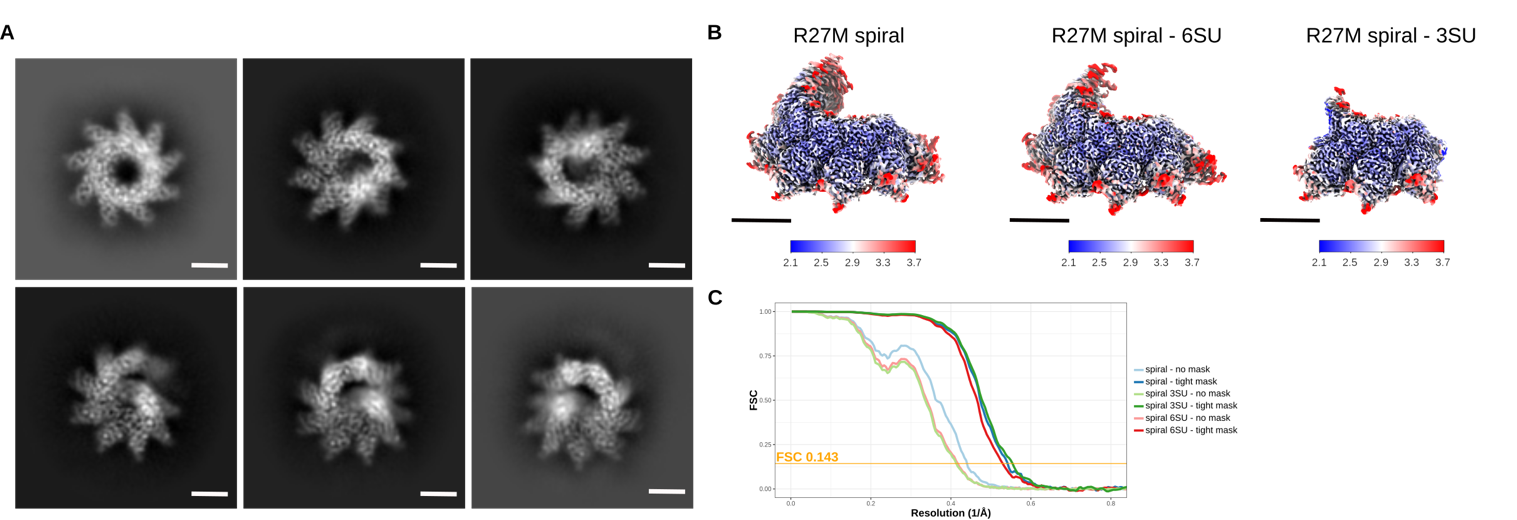 A
B
R27M spiral
R27M spiral - 6SU
R27M spiral - 3SU
2.1 2.5 2.9 3.3 3.7
2.1 2.5 2.9 3.3 3.7
2.1 2.5 2.9 3.3 3.7
C
1.00
0.75
0.50
0.25
0.00
FSC
FSC 0.143
0.0 0.2 0.4 0.6 0.8
Resolution (1/Å)
spiral - no mask
spiral - tight mask
spiral 3SU - no mask
spiral 3SU - tight mask
spiral 6SU - no mask
spiral 6SU - tight mask